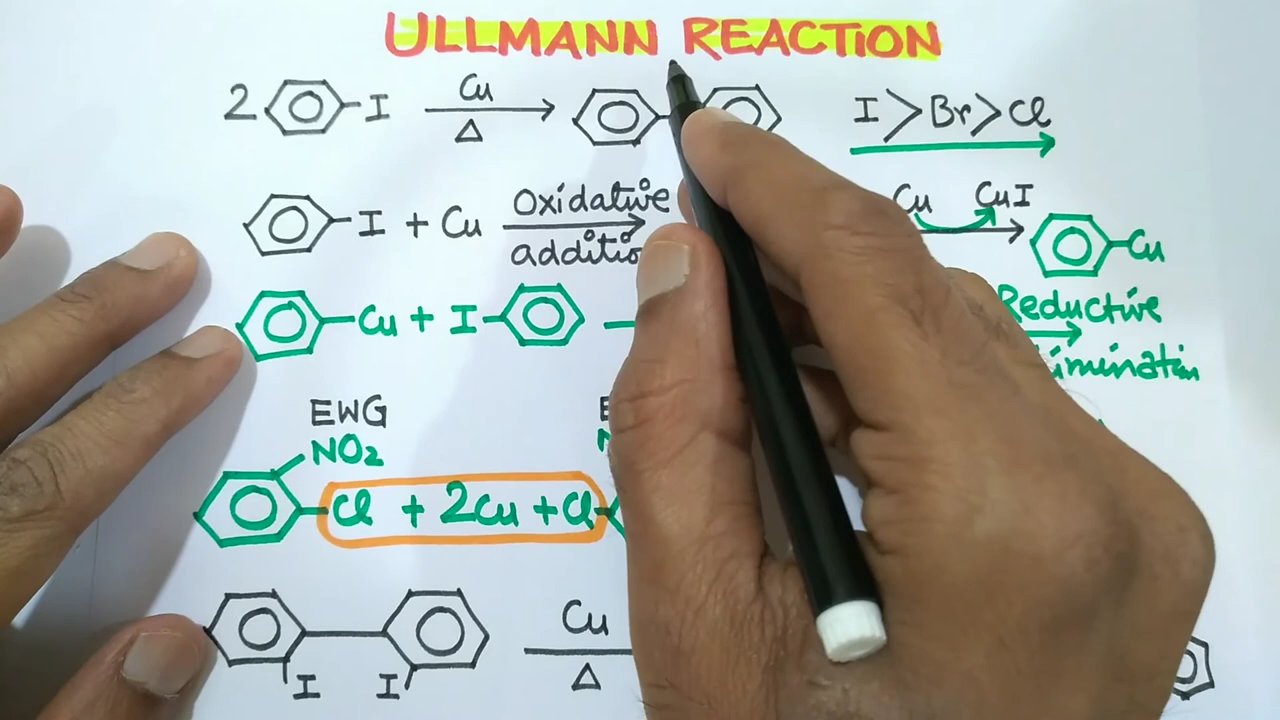 ULLMANN REACTION
2 I Cu Δ I > Br > Cl
I + Cu Oxidative Cu CuI Cu
Cu + I Reductive
EWG
NO2
Cl + 2Cu + Cl
I I Cu Δ